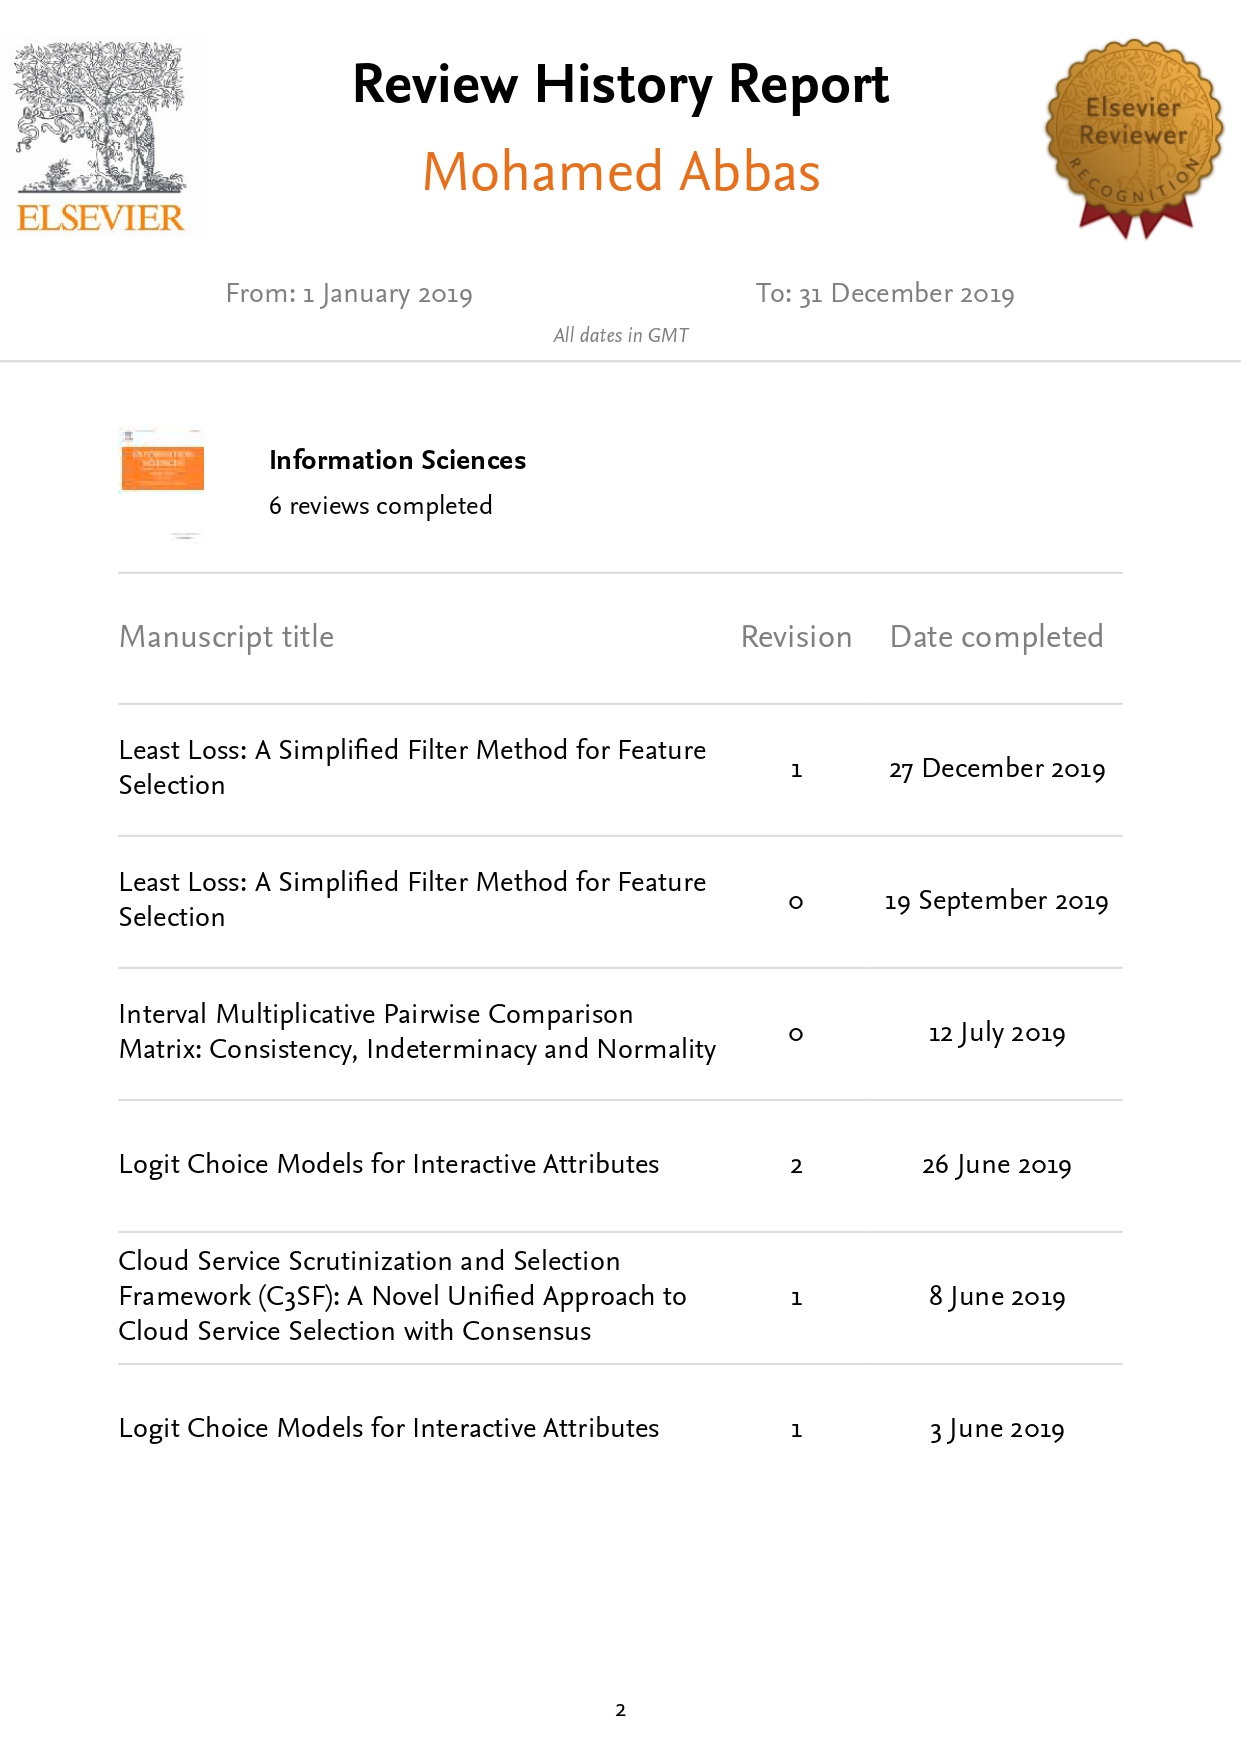 Review History Report
Mohamed Abbas
ELSEVIER
Elsevier
Reviewer
RECOGNITION
From: 1 January 2019 To: 31 December 2019
All dates in GMT
INFORMATION
SCIENCES
Information Sciences
6 reviews completed
Manuscript title Revision Date completed
Least Loss: A Simplified Filter Method for Feature
Selection
1 27 December 2019
Least Loss: A Simplified Filter Method for Feature
Selection
0 19 September 2019
Interval Multiplicative Pairwise Comparison
Matrix: Consistency, Indeterminacy and Normality
0 12 July 2019
Logit Choice Models for Interactive Attributes 2 26 June 2019
Cloud Service Scrutinization and Selection
Framework (C3SF): A Novel Unified Approach to
Cloud Service Selection with Consensus
1 8 June 2019
Logit Choice Models for Interactive Attributes 1 3 June 2019
2